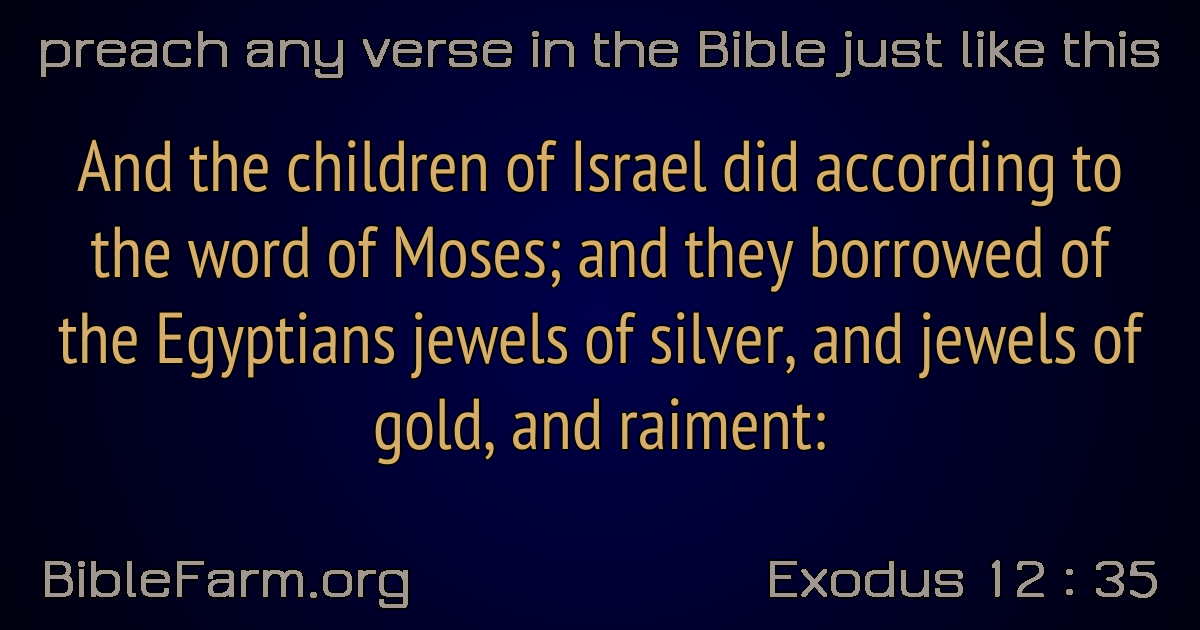 preach any verse in the Bible just like this
And the children of Israel did according to
the word of Moses; and they borrowed of
the Egyptians jewels of silver, and jewels of
gold, and raiment:
BibleFarm.org
Exodus 12 : 35